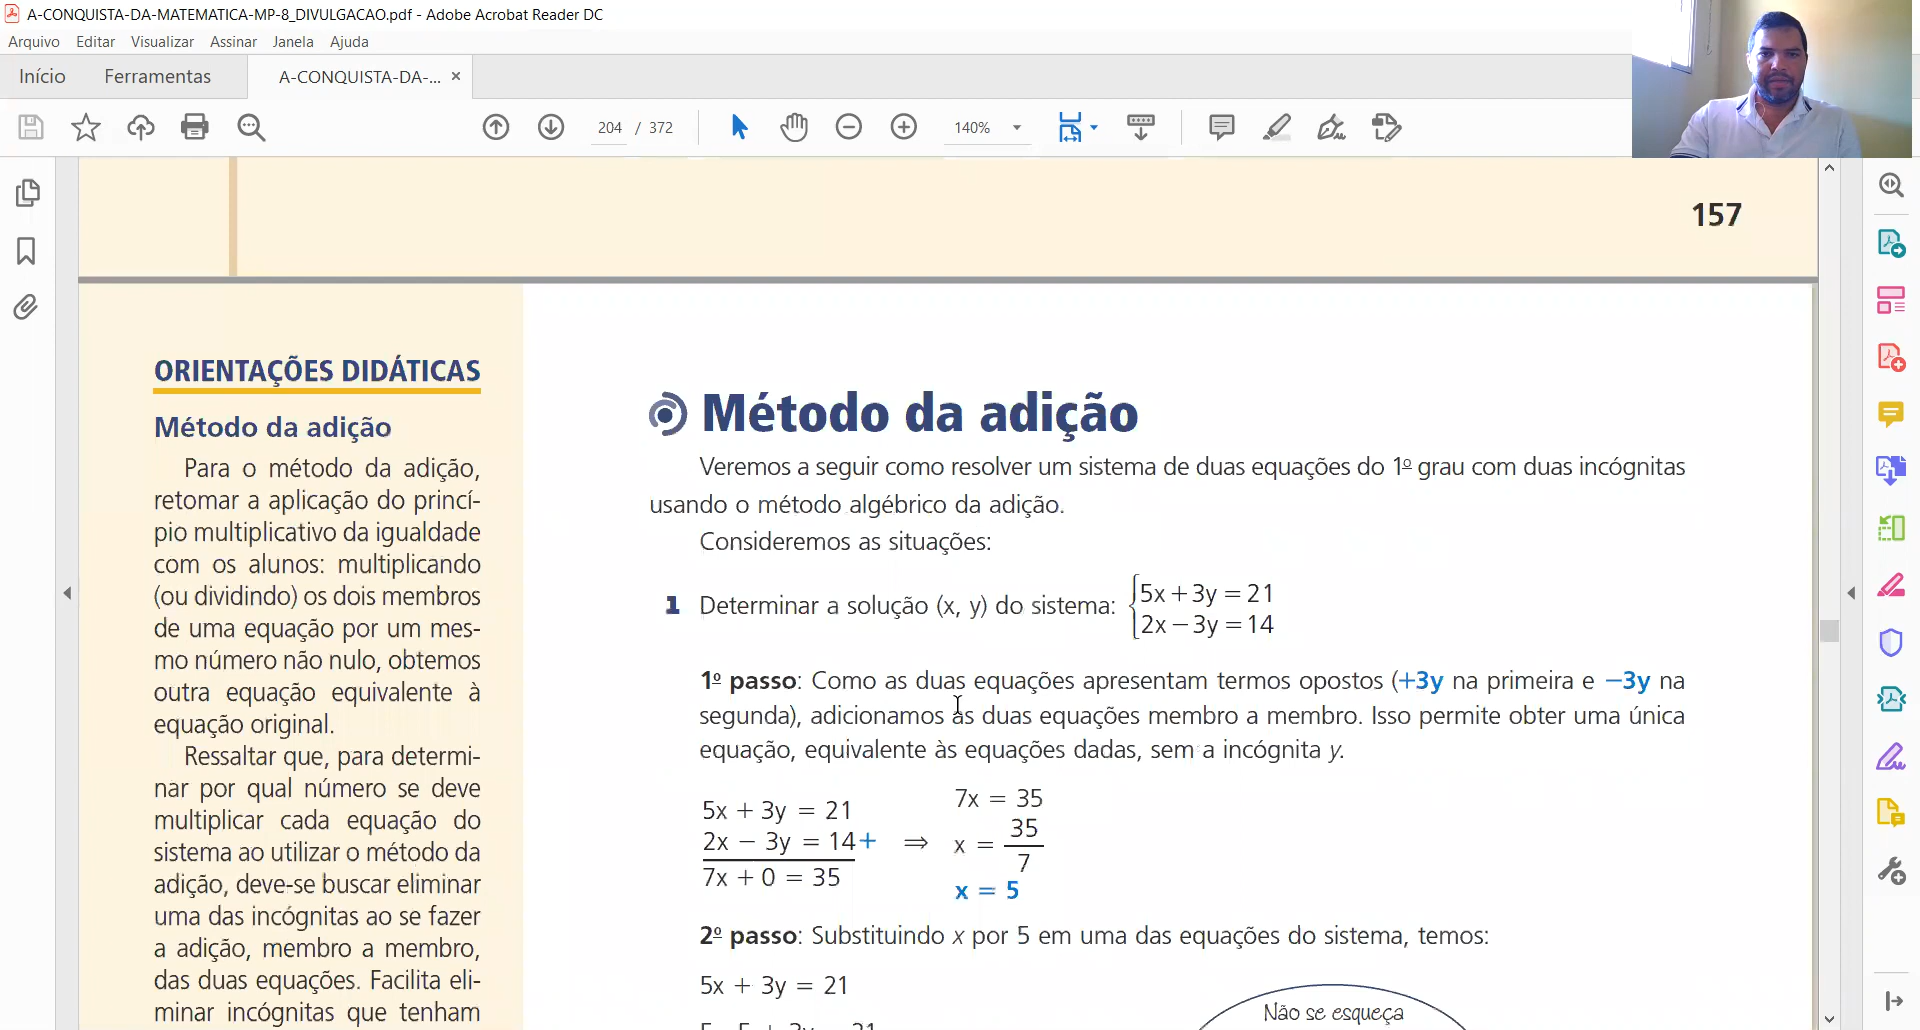 A-CONQUISTA-DA-MATEMATICA-MP-8_DIVULGACAO.pdf - Adobe Acrobat Reader DC
Arquivo Editar Visualizar Assinar Janela Ajuda
Início Ferramentas A-CONQUISTA-DA-... ×
204 / 372 140%
157
ORIENTAÇÕES DIDÁTICAS
Método da adição
Para o método da adição,
retomar a aplicação do princí-
pio multiplicativo da igualdade
com os alunos: multiplicando
(ou dividindo) os dois membros
de uma equação por um mes-
mo número não nulo, obtemos
outra equação equivalente à
equação original.
Ressaltar que, para determi-
nar por qual número se deve
multiplicar cada equação do
sistema ao utilizar o método da
adição, deve-se buscar eliminar
uma das incógnitas ao se fazer
a adição, membro a membro,
das duas equações. Facilita eli-
minar incógnitas que tenham
Método da adição
Veremos a seguir como resolver um sistema de duas equações do 1º grau com duas incógnitas
usando o método algébrico da adição.
Consideremos as situações:
1 Determinar a solução (x, y) do sistema: {5x + 3y = 21
2x − 3y = 14
1º passo: Como as duas equações apresentam termos opostos (+3y na primeira e −3y na
segunda), adicionamos as duas equações membro a membro. Isso permite obter uma única
equação, equivalente às equações dadas, sem a incógnita y.
5x + 3y = 21
2x − 3y = 14 +
7x + 0 = 35
⇒
7x = 35
x = 35/7
x = 5
2º passo: Substituindo x por 5 em uma das equações do sistema, temos:
5x + 3y = 21
Não se esqueça